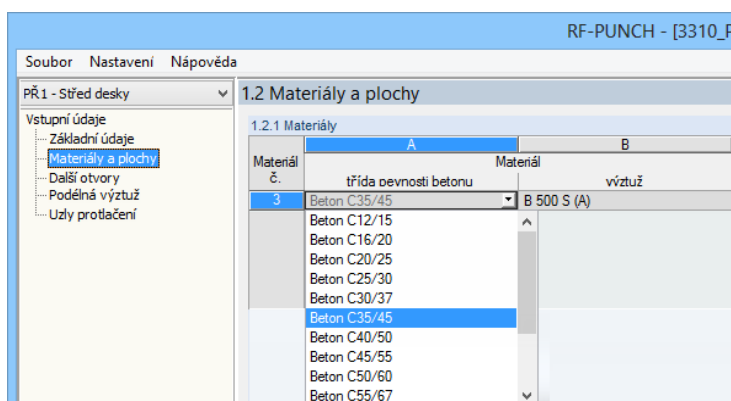 RF-PUNCH - [3310_P
Soubor Nastavení Nápověda
PŘ1 - Střed desky
1.2 Materiály a plochy
Vstupní údaje
Základní údaje
Materiály a plochy
Další otvory
Podélná výztuž
Uzly protlačení
1.2.1 Materiály
A B
Materiál č.
Materiál
třída pevnosti betonu výztuž
3 Beton C35/45 B 500 S (A)
Beton C12/15
Beton C16/20
Beton C20/25
Beton C25/30
Beton C30/37
Beton C35/45
Beton C40/50
Beton C45/55
Beton C50/60
Beton C55/67